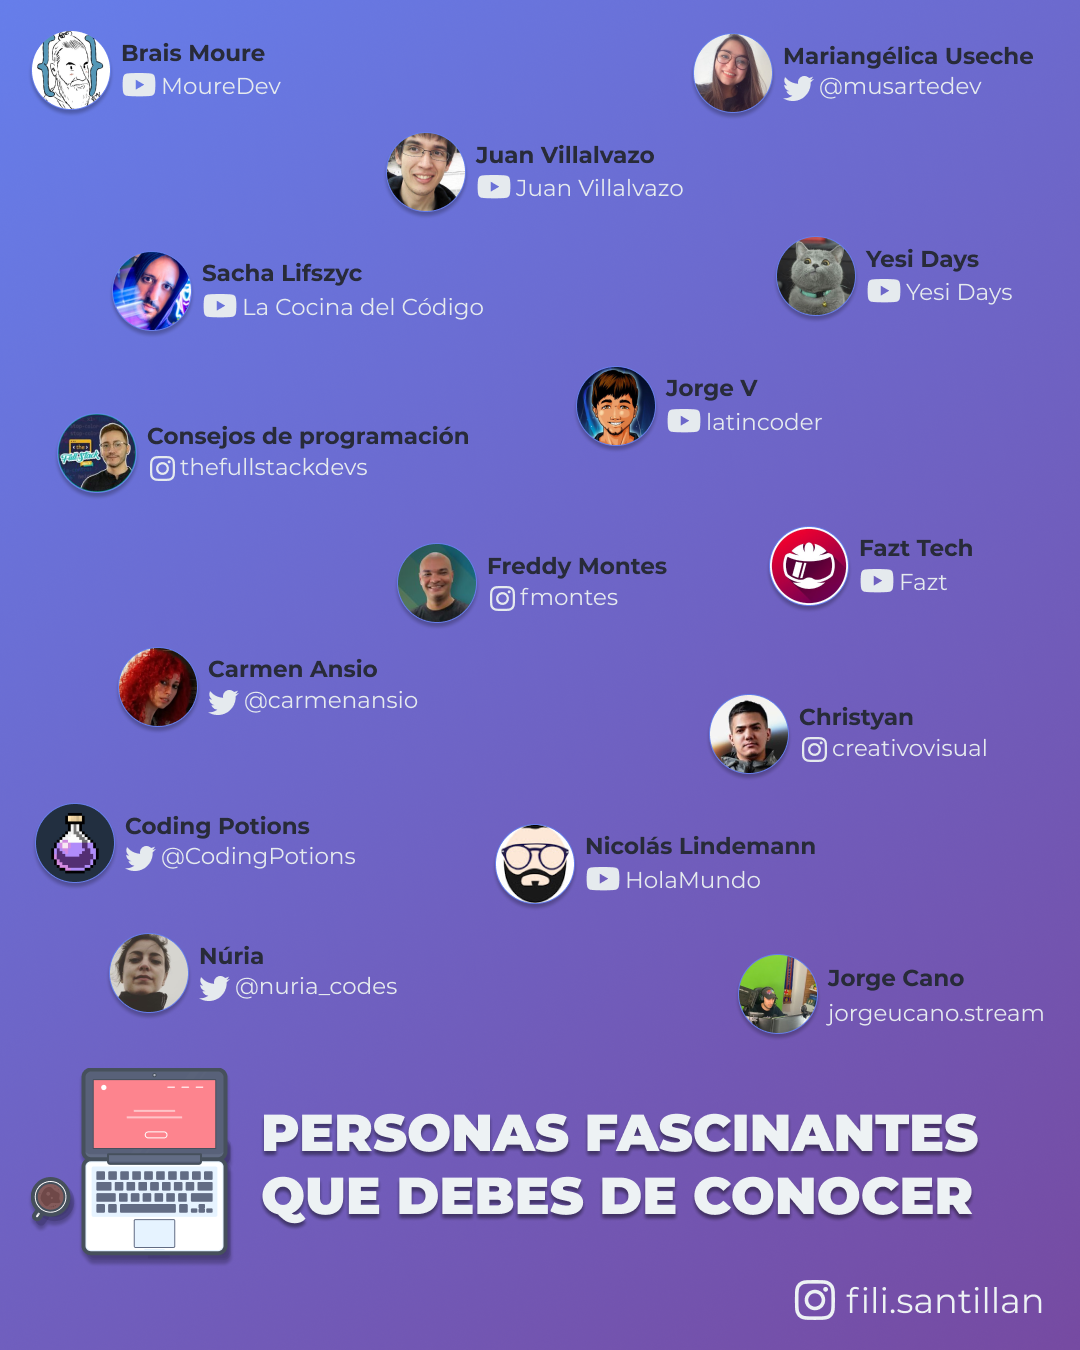 Brais Moure
MoureDev
Mariangélica Useche
@musartedev
Juan Villalvazo
Juan Villalvazo
Sacha Lifszyc
La Cocina del Código
Yesi Days
Yesi Days
Jorge V
latincoder
Consejos de programación
thefullstackdevs
Freddy Montes
fmontes
Fazt Tech
Fazt
Carmen Ansio
@carmenansio
Christyan
creativovisual
Coding Potions
@CodingPotions
Nicolás Lindemann
HolaMundo
Núria
@nuria_codes
Jorge Cano
jorgeucano.stream
PERSONAS FASCINANTES
QUE DEBES DE CONOCER
fili.santillan